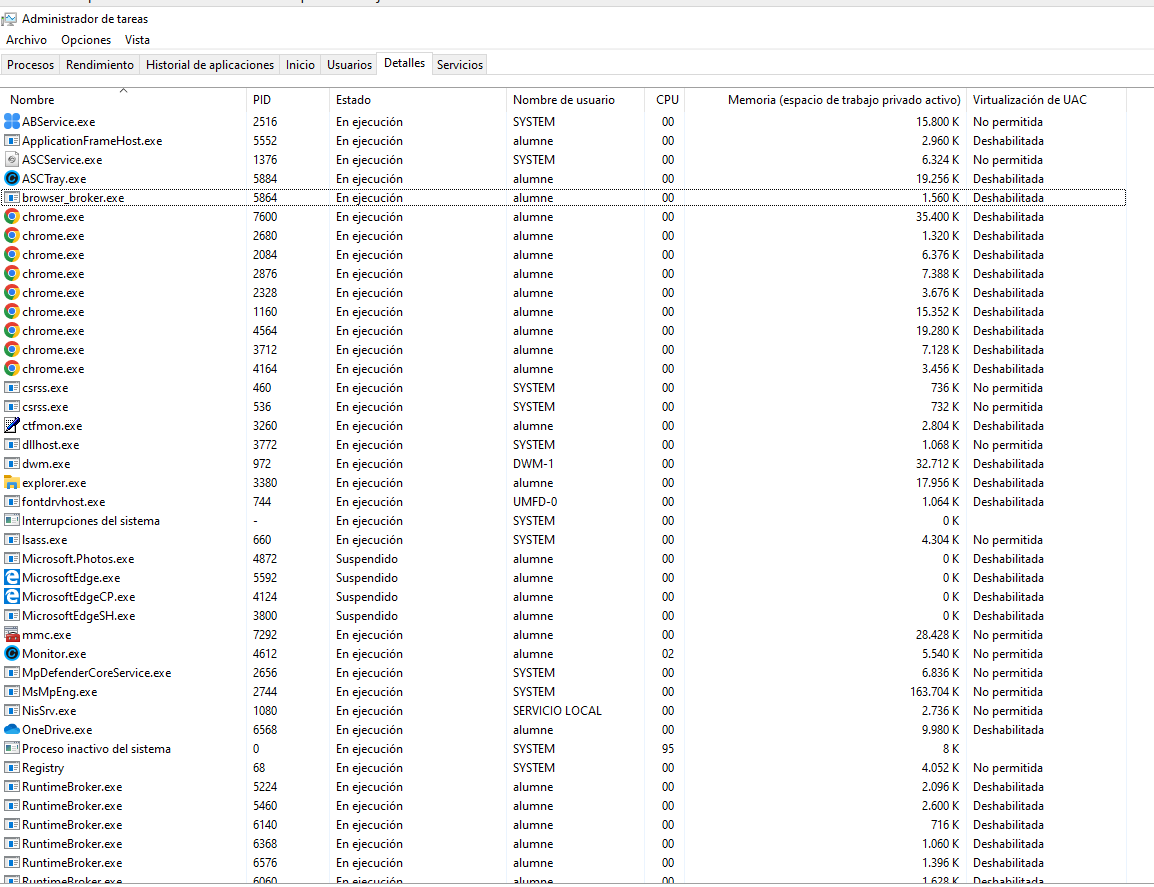 Administrador de tareas
Archivo Opciones Vista
Procesos Rendimiento Historial de aplicaciones Inicio Usuarios Detalles Servicios
Nombre PID Estado Nombre de usuario CPU Memoria (espacio de trabajo privado activo) Virtualización de UAC
ABService.exe 2516 En ejecución SYSTEM 00 15.800 K No permitida
ApplicationFrameHost.exe 5552 En ejecución alumne 00 2.960 K Deshabilitada
ASCService.exe 1376 En ejecución SYSTEM 00 6.324 K No permitida
ASCTray.exe 5884 En ejecución alumne 00 19.256 K Deshabilitada
browser_broker.exe 5864 En ejecución alumne 00 1.560 K Deshabilitada
chrome.exe 7600 En ejecución alumne 00 35.400 K Deshabilitada
chrome.exe 2680 En ejecución alumne 00 1.320 K Deshabilitada
chrome.exe 2084 En ejecución alumne 00 6.376 K Deshabilitada
chrome.exe 2876 En ejecución alumne 00 7.388 K Deshabilitada
chrome.exe 2328 En ejecución alumne 00 3.676 K Deshabilitada
chrome.exe 1160 En ejecución alumne 00 15.352 K Deshabilitada
chrome.exe 4564 En ejecución alumne 00 19.280 K Deshabilitada
chrome.exe 3712 En ejecución alumne 00 7.128 K Deshabilitada
chrome.exe 4164 En ejecución alumne 00 3.456 K Deshabilitada
csrss.exe 460 En ejecución SYSTEM 00 736 K No permitida
csrss.exe 536 En ejecución SYSTEM 00 732 K No permitida
ctfmon.exe 3260 En ejecución alumne 00 2.804 K Deshabilitada
dllhost.exe 3772 En ejecución SYSTEM 00 1.068 K No permitida
dwm.exe 972 En ejecución DWM-1 00 32.712 K Deshabilitada
explorer.exe 3380 En ejecución alumne 00 17.956 K Deshabilitada
fontdrvhost.exe 744 En ejecución UMFD-0 00 1.064 K Deshabilitada
Interrupciones del sistema - En ejecución SYSTEM 00 0 K
lsass.exe 660 En ejecución SYSTEM 00 4.304 K No permitida
Microsoft.Photos.exe 4872 Suspendido alumne 00 0 K Deshabilitada
MicrosoftEdge.exe 5592 Suspendido alumne 00 0 K Deshabilitada
MicrosoftEdgeCP.exe 4124 Suspendido alumne 00 0 K Deshabilitada
MicrosoftEdgeSH.exe 3800 Suspendido alumne 00 0 K Deshabilitada
mmc.exe 7292 En ejecución alumne 00 28.428 K No permitida
Monitor.exe 4612 En ejecución alumne 02 5.540 K No permitida
MpDefenderCoreService.exe 2656 En ejecución SYSTEM 00 6.836 K No permitida
MsMpEng.exe 2744 En ejecución SYSTEM 00 163.704 K No permitida
NisSrv.exe 1080 En ejecución SERVICIO LOCAL 00 2.736 K No permitida
OneDrive.exe 6568 En ejecución alumne 00 9.980 K Deshabilitada
Proceso inactivo del sistema 0 En ejecución SYSTEM 95 8 K
Registry 68 En ejecución SYSTEM 00 4.052 K No permitida
RuntimeBroker.exe 5224 En ejecución alumne 00 2.096 K Deshabilitada
RuntimeBroker.exe 5460 En ejecución alumne 00 2.600 K Deshabilitada
RuntimeBroker.exe 6140 En ejecución alumne 00 716 K Deshabilitada
RuntimeBroker.exe 6368 En ejecución alumne 00 1.060 K Deshabilitada
RuntimeBroker.exe 6576 En ejecución alumne 00 1.396 K Deshabilitada
RuntimeBroker.exe 6060 En ejecución alumne 00 1.628 K Deshabilitada